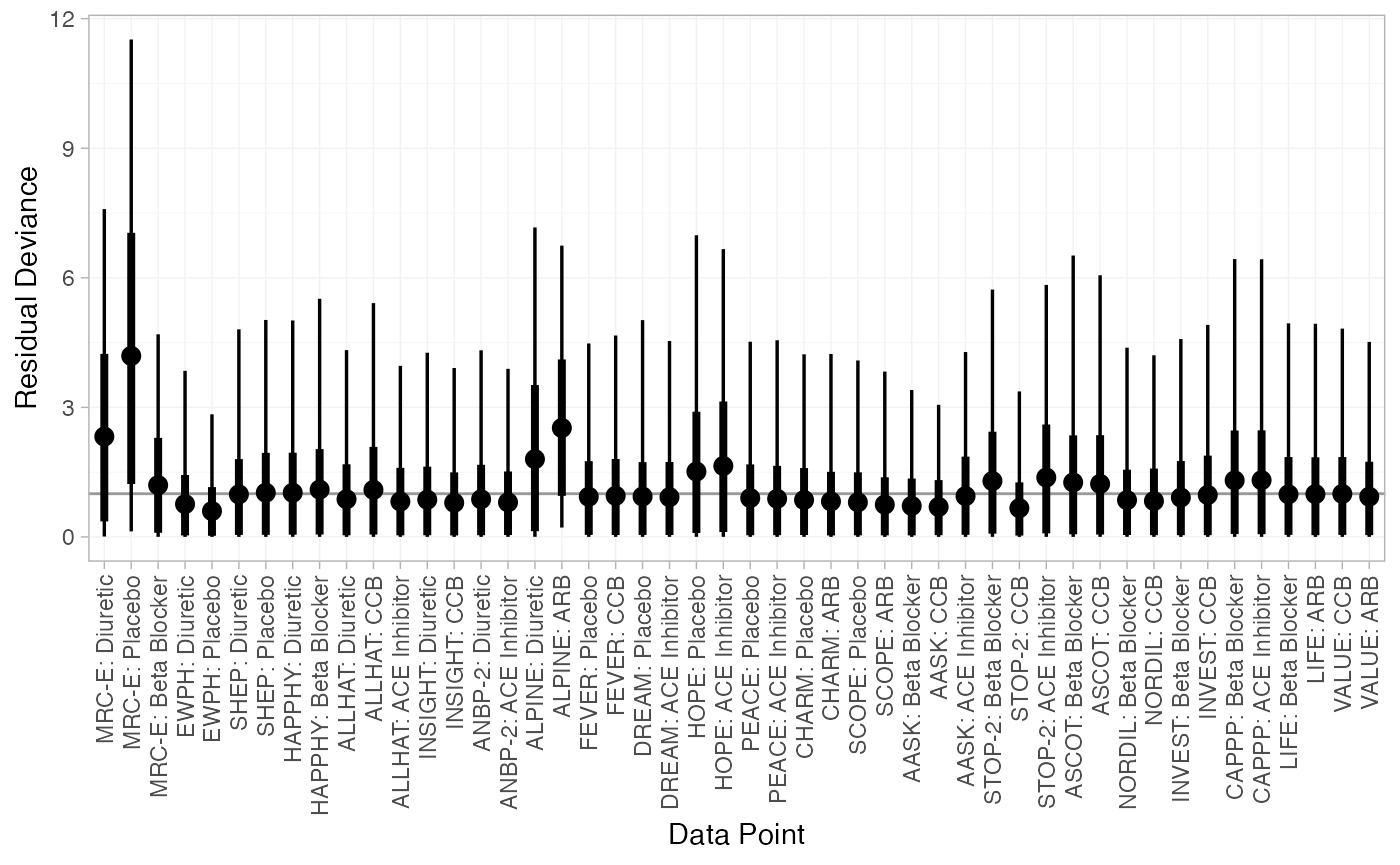 12
9
6
3
0
Residual Deviance
MRC-E: Diuretic
MRC-E: Placebo
MRC-E: Beta Blocker
EWPH: Diuretic
EWPH: Placebo
SHEP: Diuretic
SHEP: Placebo
HAPPHY: Diuretic
HAPPHY: Beta Blocker
ALLHAT: Diuretic
ALLHAT: CCB
ALLHAT: ACE Inhibitor
INSIGHT: Diuretic
INSIGHT: CCB
ANBP-2: Diuretic
ANBP-2: ACE Inhibitor
ALPINE: Diuretic
ALPINE: ARB
FEVER: Placebo
FEVER: CCB
DREAM: Placebo
DREAM: ACE Inhibitor
HOPE: Placebo
HOPE: ACE Inhibitor
PEACE: Placebo
PEACE: ACE Inhibitor
CHARM: Placebo
CHARM: ARB
SCOPE: Placebo
SCOPE: ARB
AASK: Beta Blocker
AASK: CCB
AASK: ACE Inhibitor
STOP-2: Beta Blocker
STOP-2: CCB
STOP-2: ACE Inhibitor
ASCOT: Beta Blocker
ASCOT: CCB
NORDIL: Beta Blocker
NORDIL: CCB
INVEST: Beta Blocker
INVEST: CCB
CAPPP: Beta Blocker
CAPPP: ACE Inhibitor
LIFE: Beta Blocker
LIFE: ARB
VALUE: CCB
VALUE: ARB
Data Point